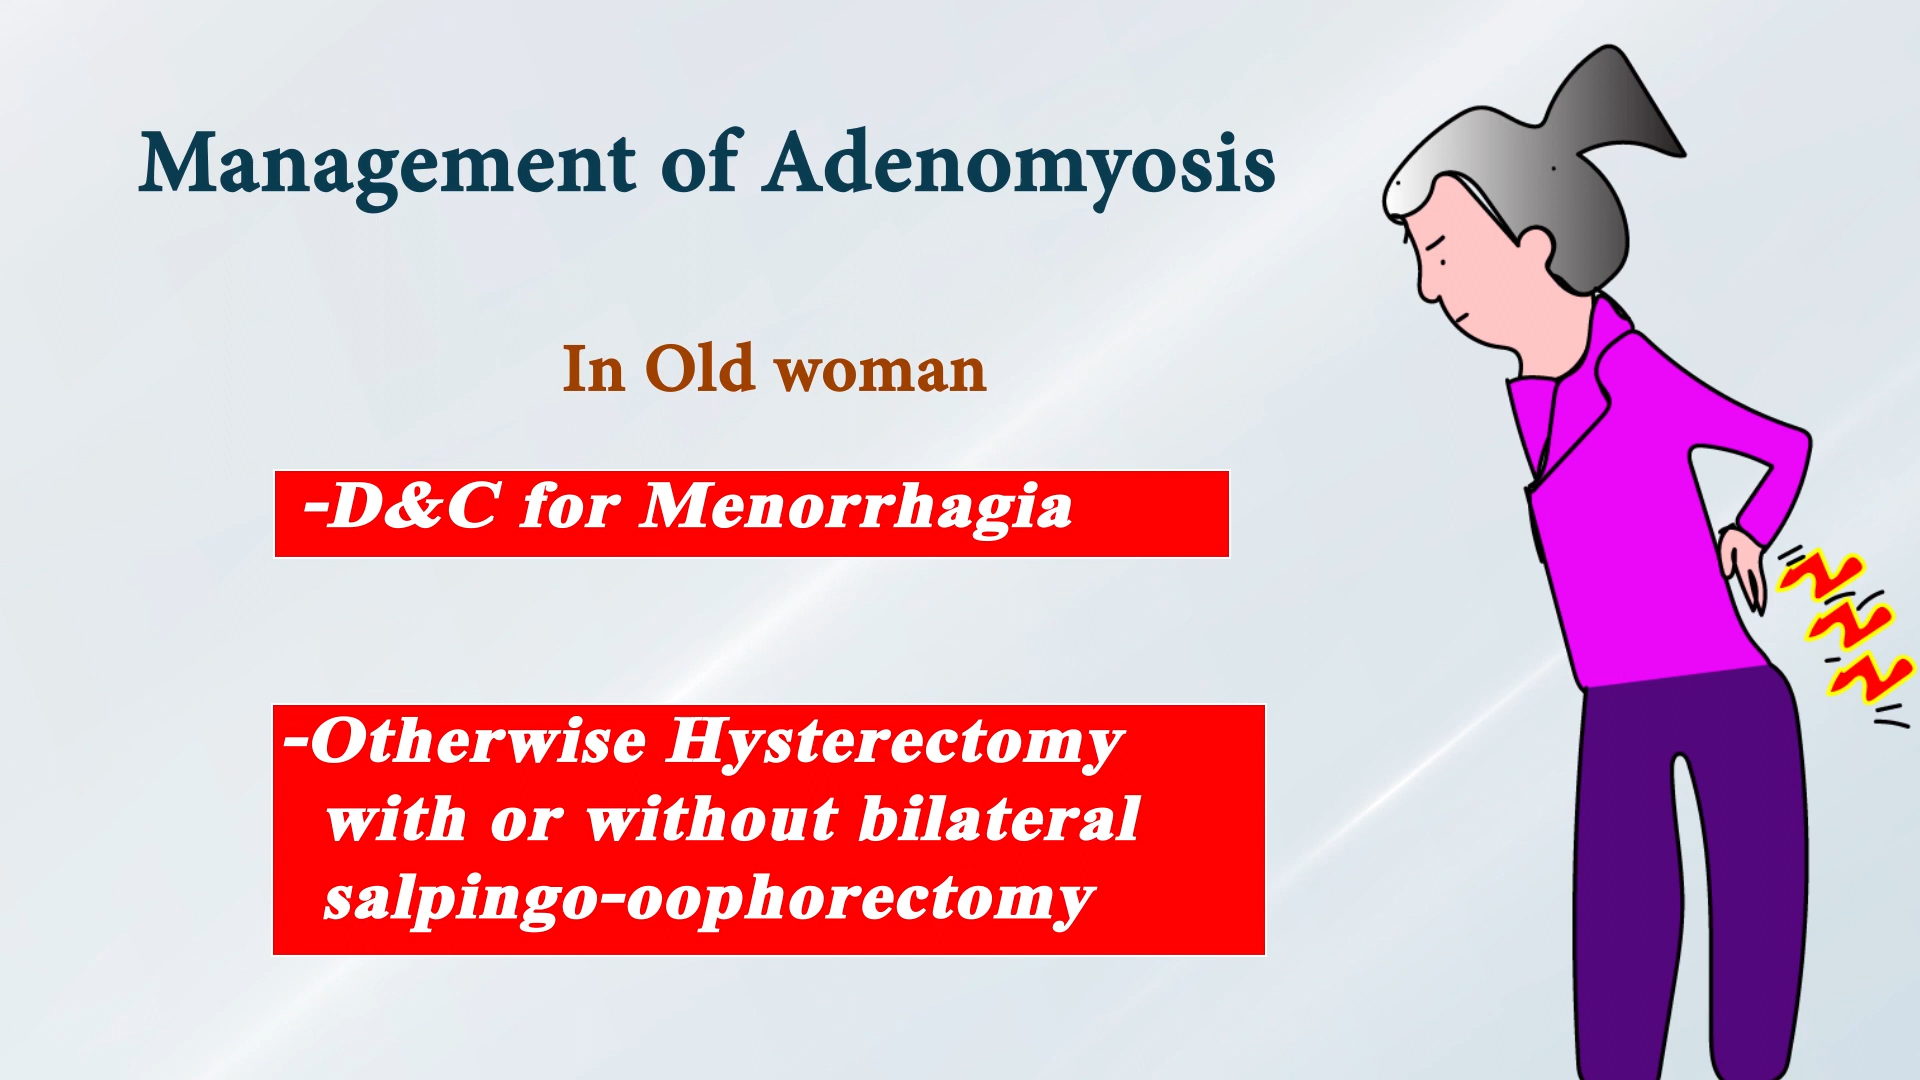 Management of Adenomyosis
In Old woman
-D&C for Menorrhagia
-Otherwise Hysterectomy
with or without bilateral
salpingo-oophorectomy